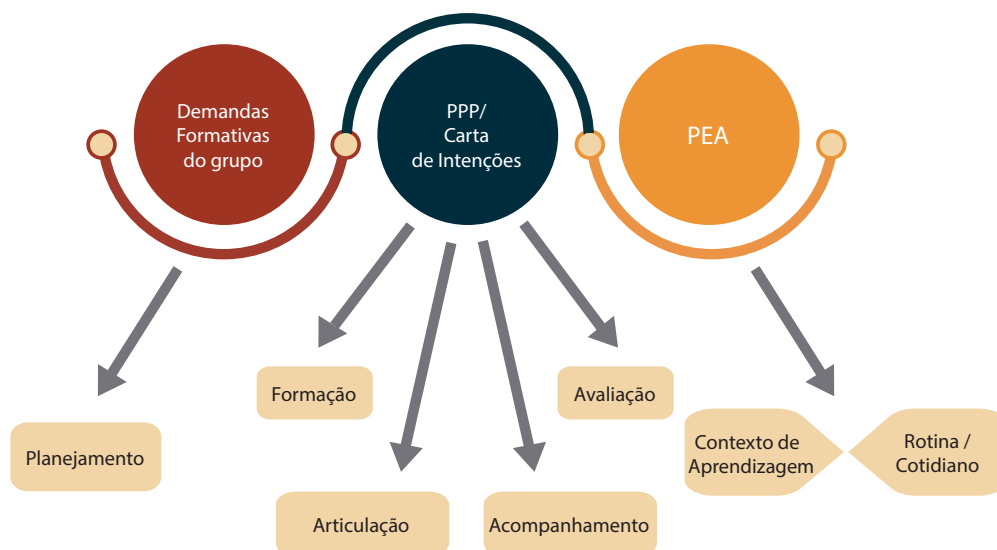 Demandas
Formativas
do grupo
PPP/
Carta
de Intenções
PEA
Formação
Avaliação
Planejamento
Contexto de
Aprendizagem
Rotina /
Cotidiano
Articulação
Acompanhamento